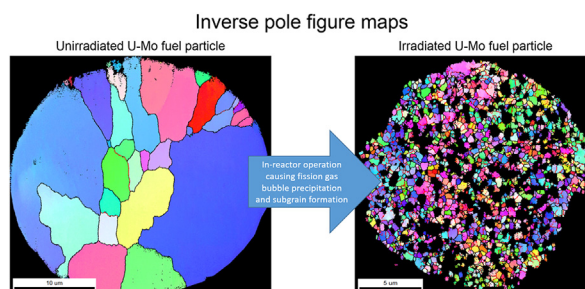 Inverse pole figure maps
Unirradiated U-Mo fuel particle
Irradiated U-Mo fuel particle
In-reactor operation
causing fission gas
bubble precipitation
and subgrain formation
10 um
5 um